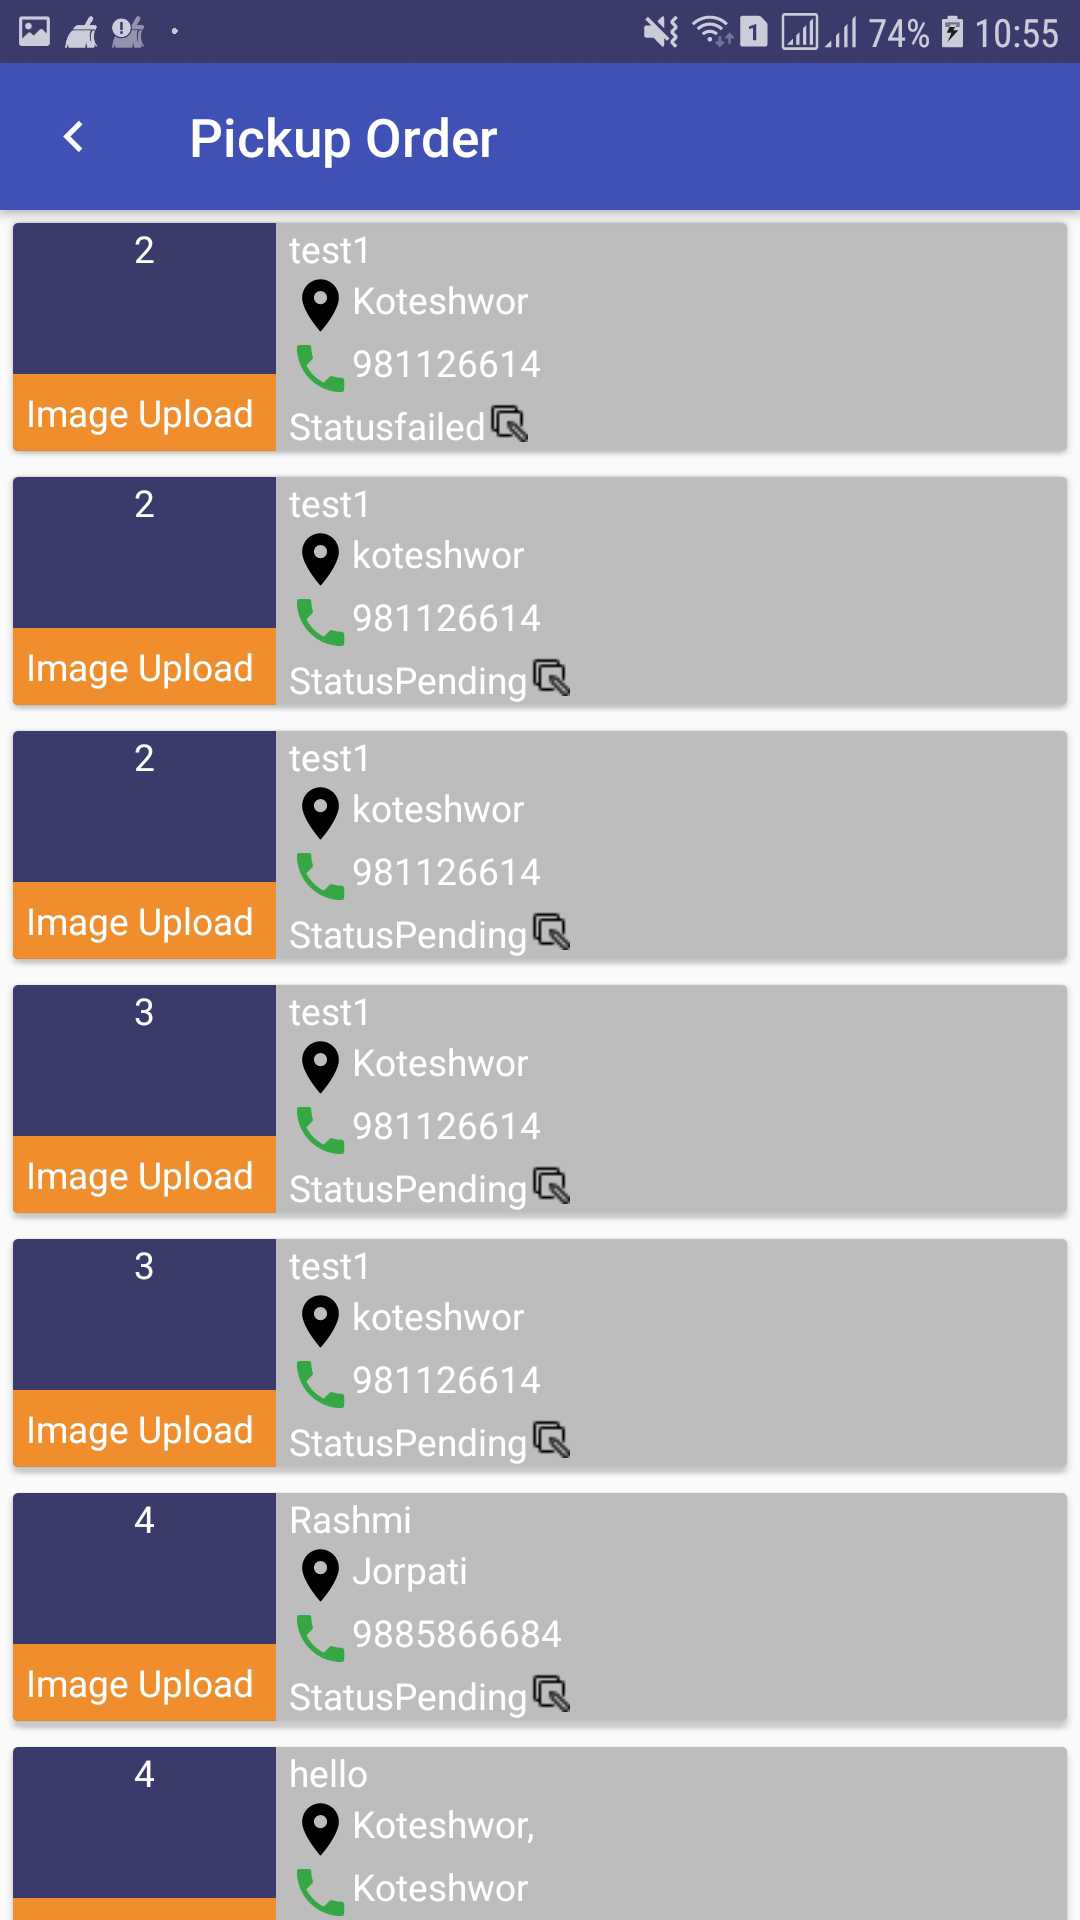 1 74% 10:55
Pickup Order
2
test1
Koteshwor
981126614
Image Upload
Statusfailed
2
test1
koteshwor
981126614
Image Upload
StatusPending
2
test1
koteshwor
981126614
Image Upload
StatusPending
3
test1
Koteshwor
981126614
Image Upload
StatusPending
3
test1
koteshwor
981126614
Image Upload
StatusPending
4
Rashmi
Jorpati
9885866684
Image Upload
StatusPending
4
hello
Koteshwor,
Koteshwor